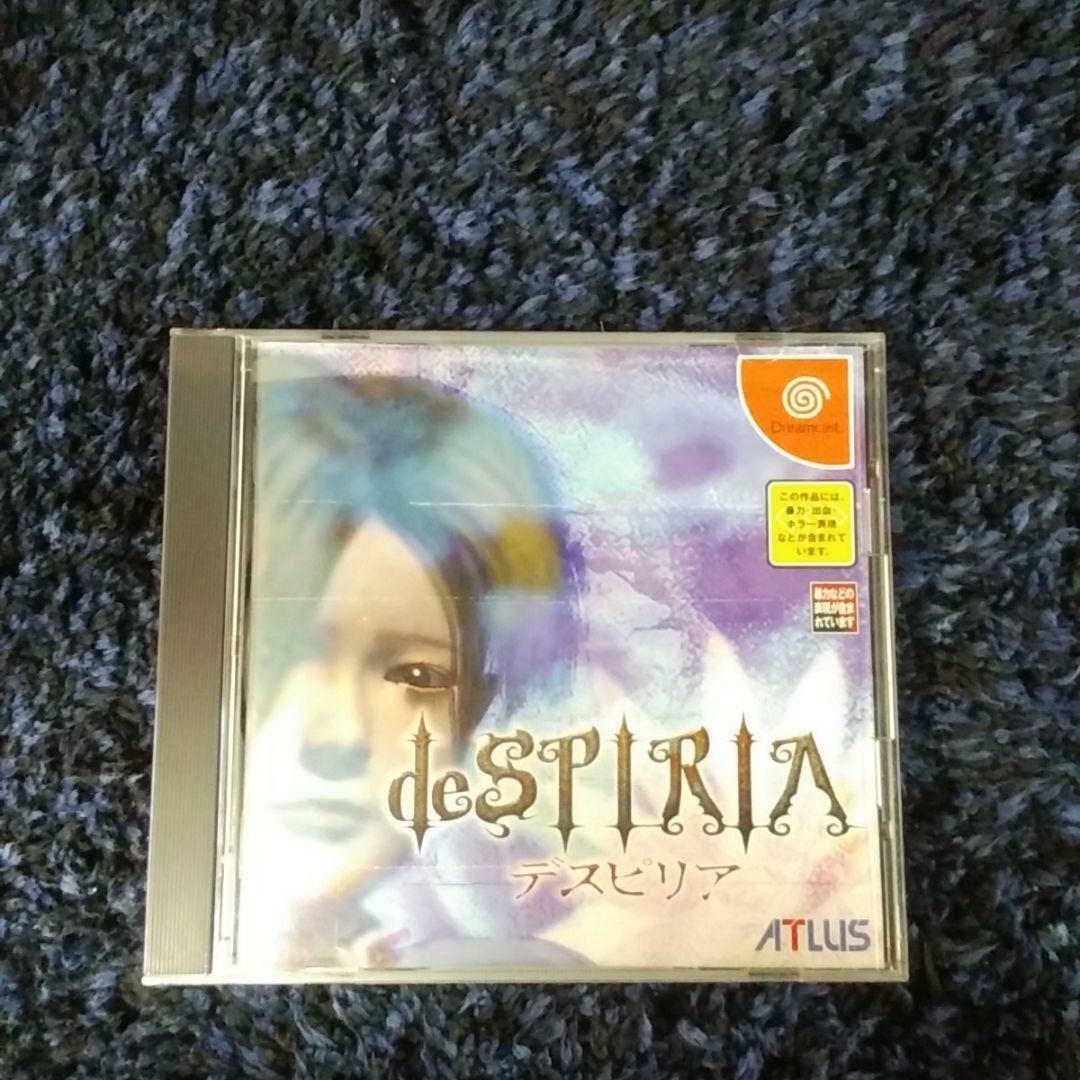 Dreamcast
この作品には、
暴力・出血・
ホラー表現
などが含まれて
います。
暴力などの
表現が含ま
れています
deSPIRIA
デスピリア
ATLUS